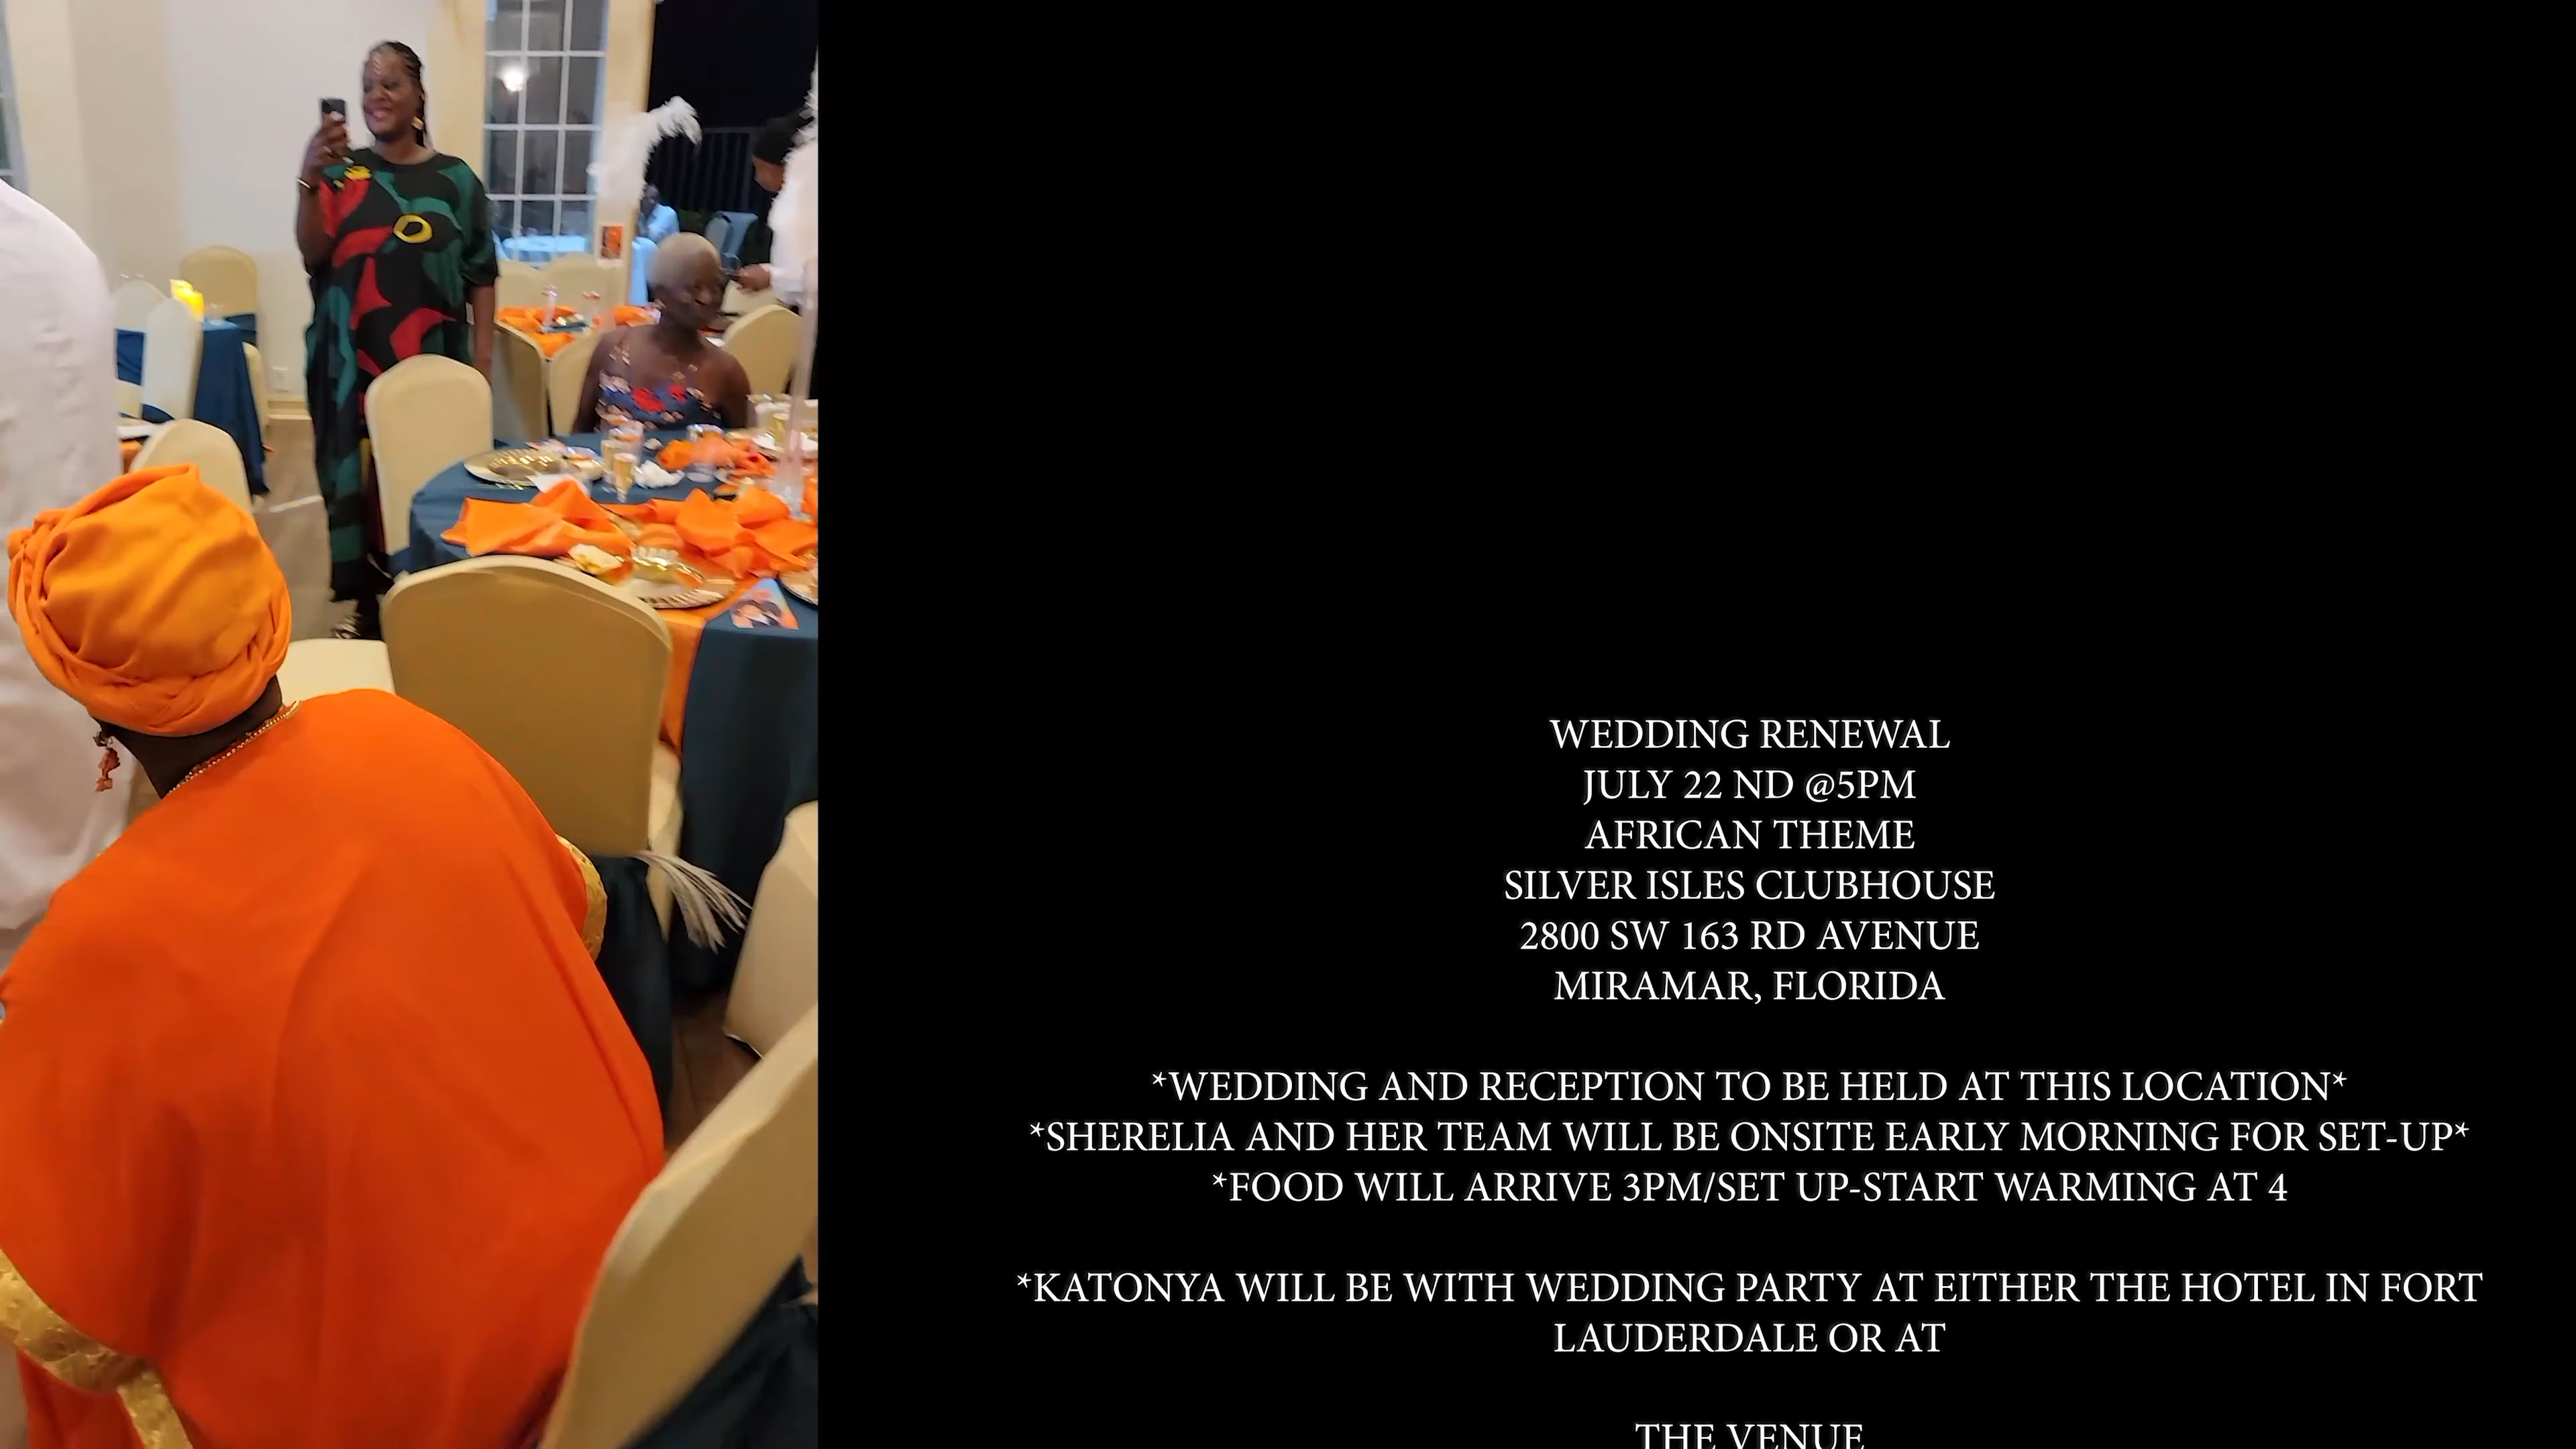 WEDDING RENEWAL
JULY 22 ND @5PM
AFRICAN THEME
SILVER ISLES CLUBHOUSE
2800 SW 163 RD AVENUE
MIRAMAR, FLORIDA
*WEDDING AND RECEPTION TO BE HELD AT THIS LOCATION*
*SHERELIA AND HER TEAM WILL BE ONSITE EARLY MORNING FOR SET-UP*
*FOOD WILL ARRIVE 3PM/SET UP-START WARMING AT 4
*KATONYA WILL BE WITH WEDDING PARTY AT EITHER THE HOTEL IN FORT
LAUDERDALE OR AT
THE VENUE